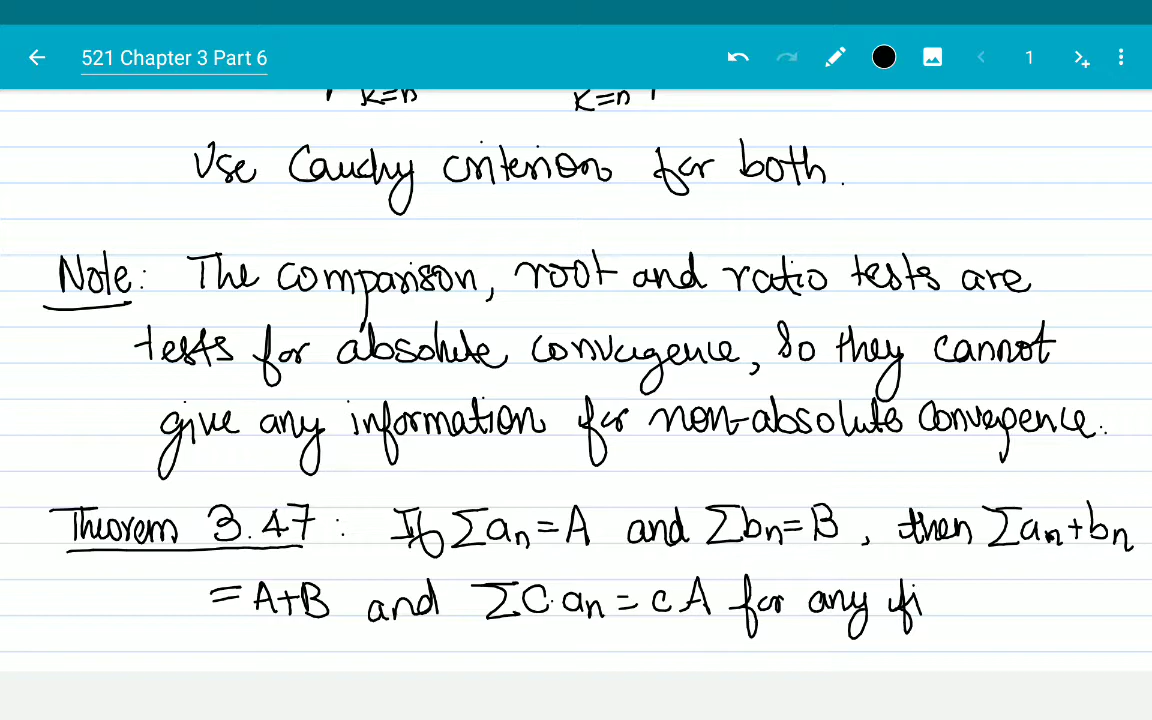 521 Chapter 3 Part 6
1
K=n K=n
Use Cauchy criterion for both.
Note: The comparison, root and ratio tests are
tests for absolute convergence, so they cannot
give any information for non-absolute convergence.
Theorem 3.47: If Σan=A and Σbn=B, then Σan+bn
=A+B and ΣC·an=cA for any fi